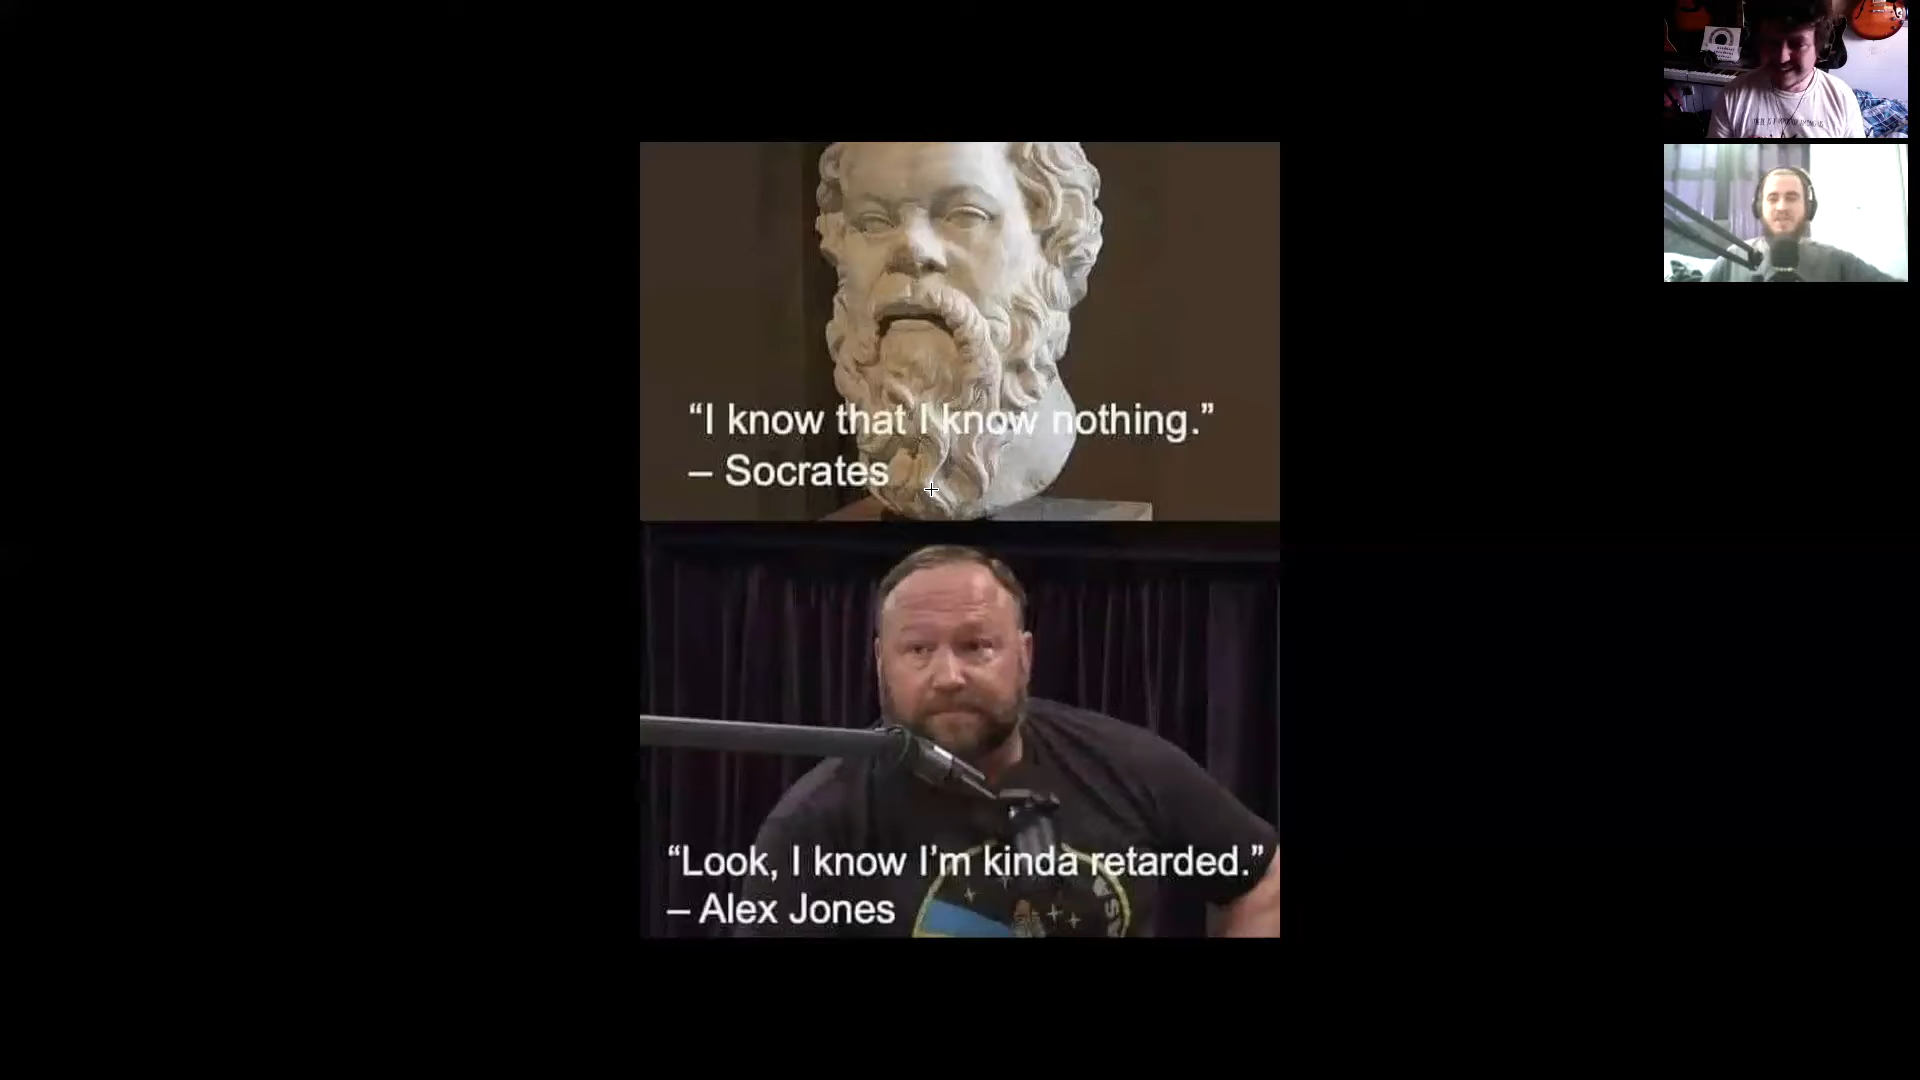 “I know that I know nothing.”
– Socrates
“Look, I know I’m kinda retarded.”
– Alex Jones